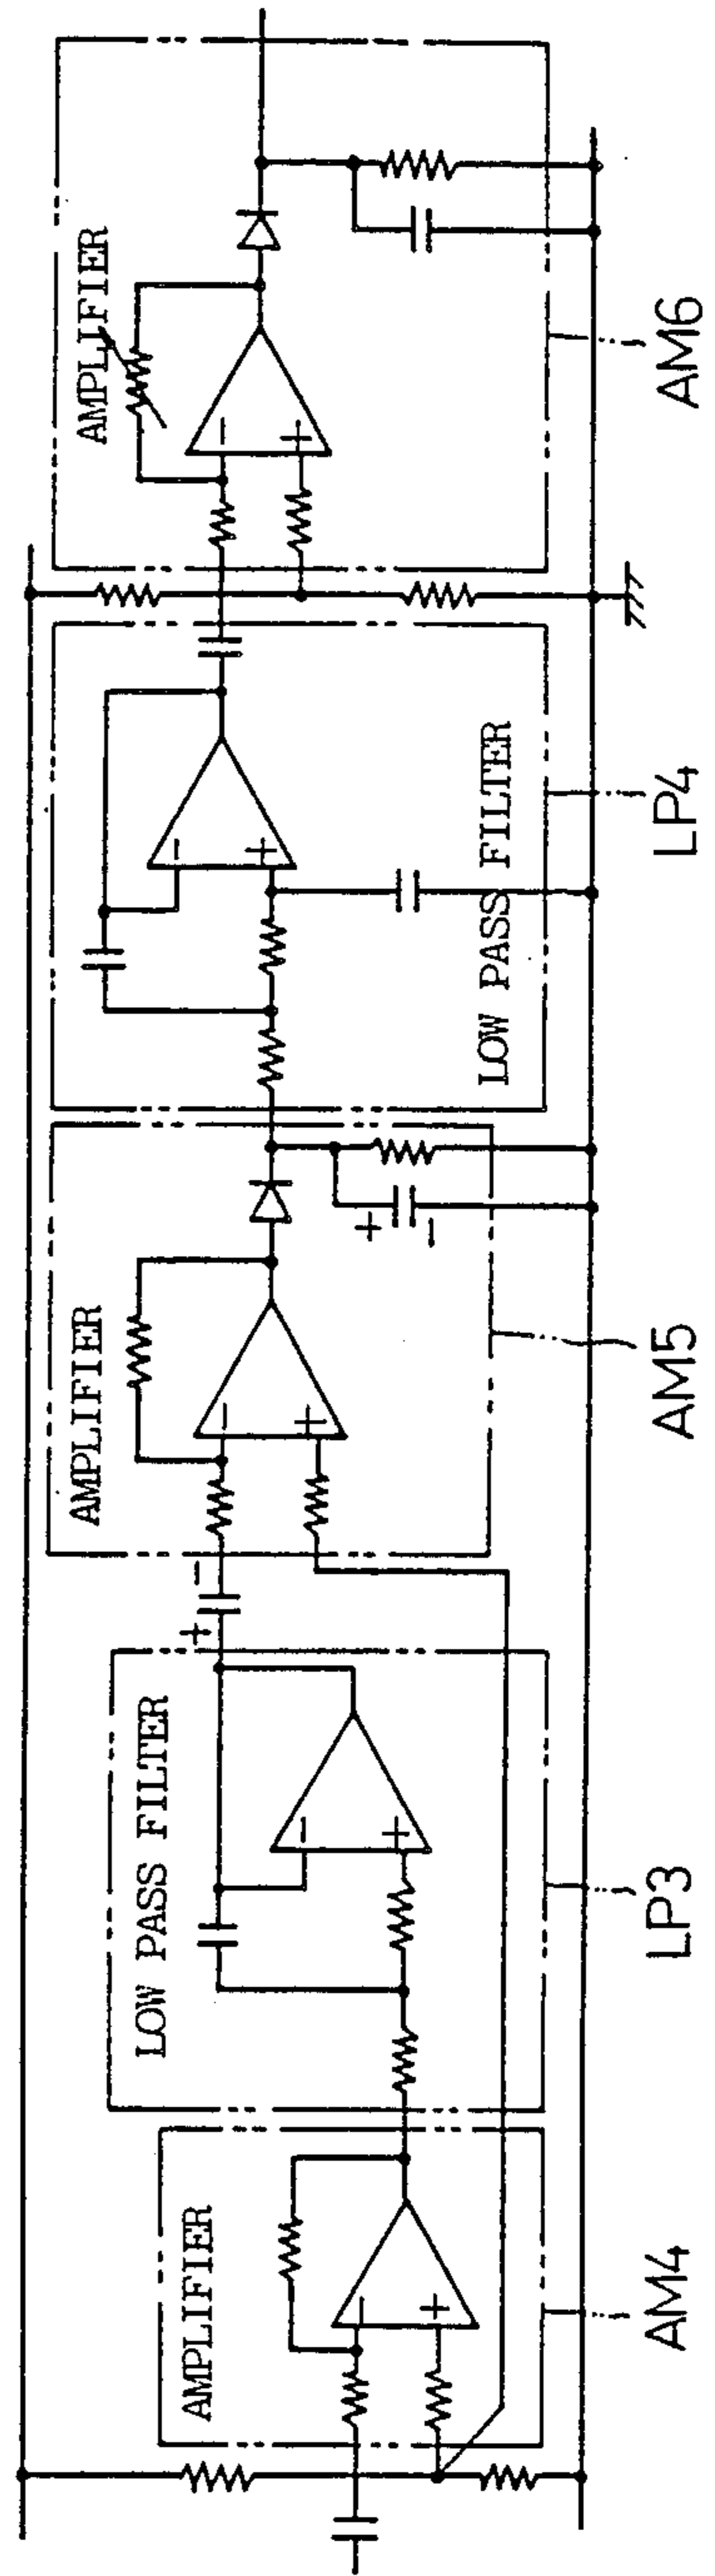 AMPLIFIER
AM4
LOW PASS FILTER
LP3
+
−
AMPLIFIER
AM5
+
−
LOW PASS FILTER
LP4
AMPLIFIER
AM6